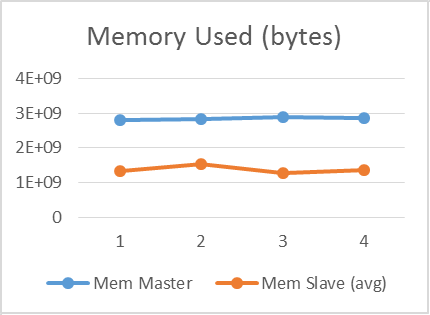 Memory Used (bytes)
4E+09
3E+09
2E+09
1E+09
0
1 2 3 4
Mem Master Mem Slave (avg)